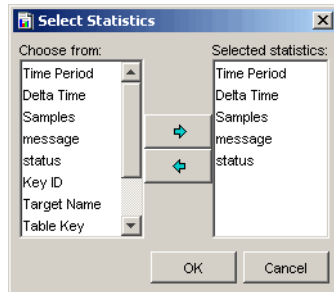 Select Statistics
Choose from:
Time Period
Delta Time
Samples
message
status
Key ID
Target Name
Table Key
Selected statistics:
Time Period
Delta Time
Samples
message
status
OK
Cancel